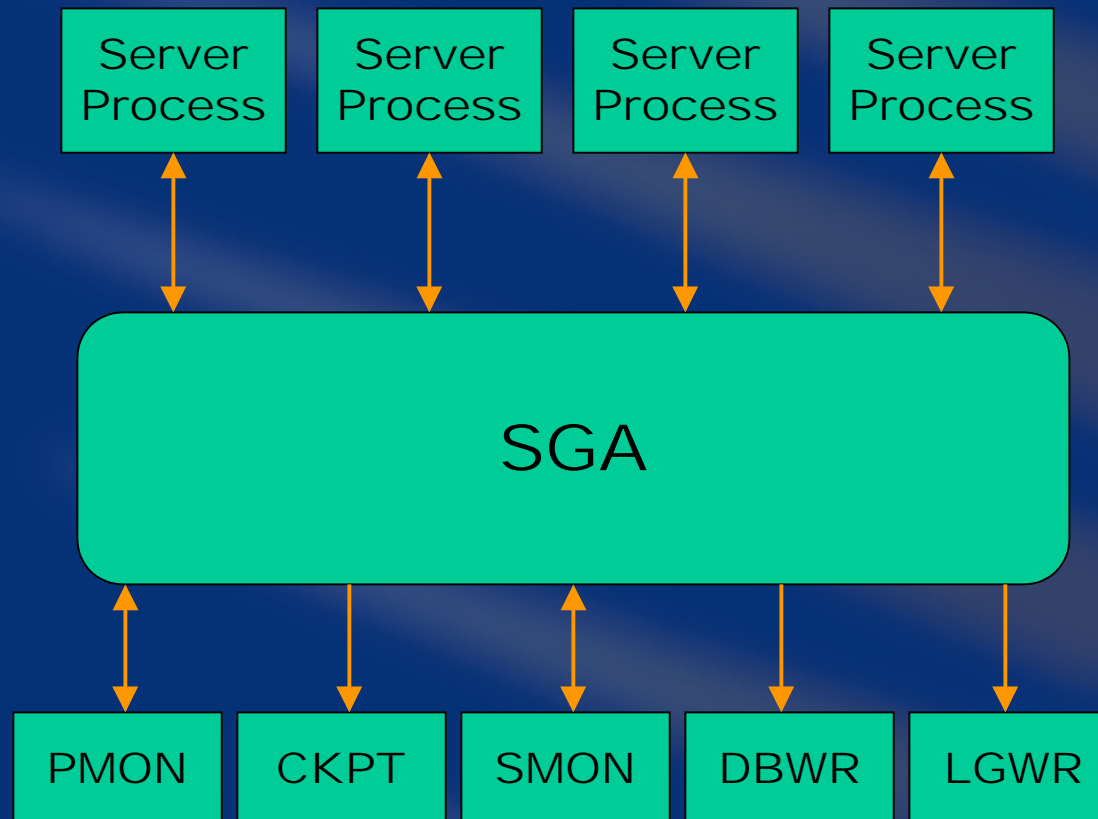 Server
Process
Server
Process
Server
Process
Server
Process
SGA
PMON
CKPT
SMON
DBWR
LGWR